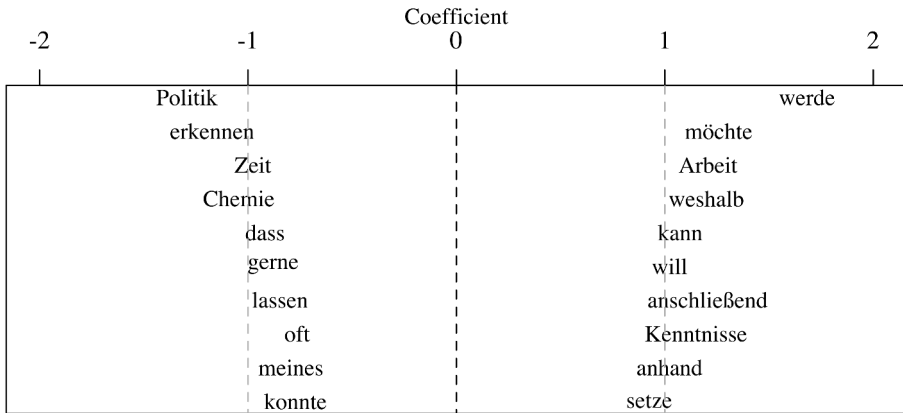 Coefficient
-2 -1 0 1 2
Politik werde
erkennen möchte
Zeit Arbeit
Chemie weshalb
dass kann
gerne will
lassen anschließend
oft Kenntnisse
meines anhand
konnte setze